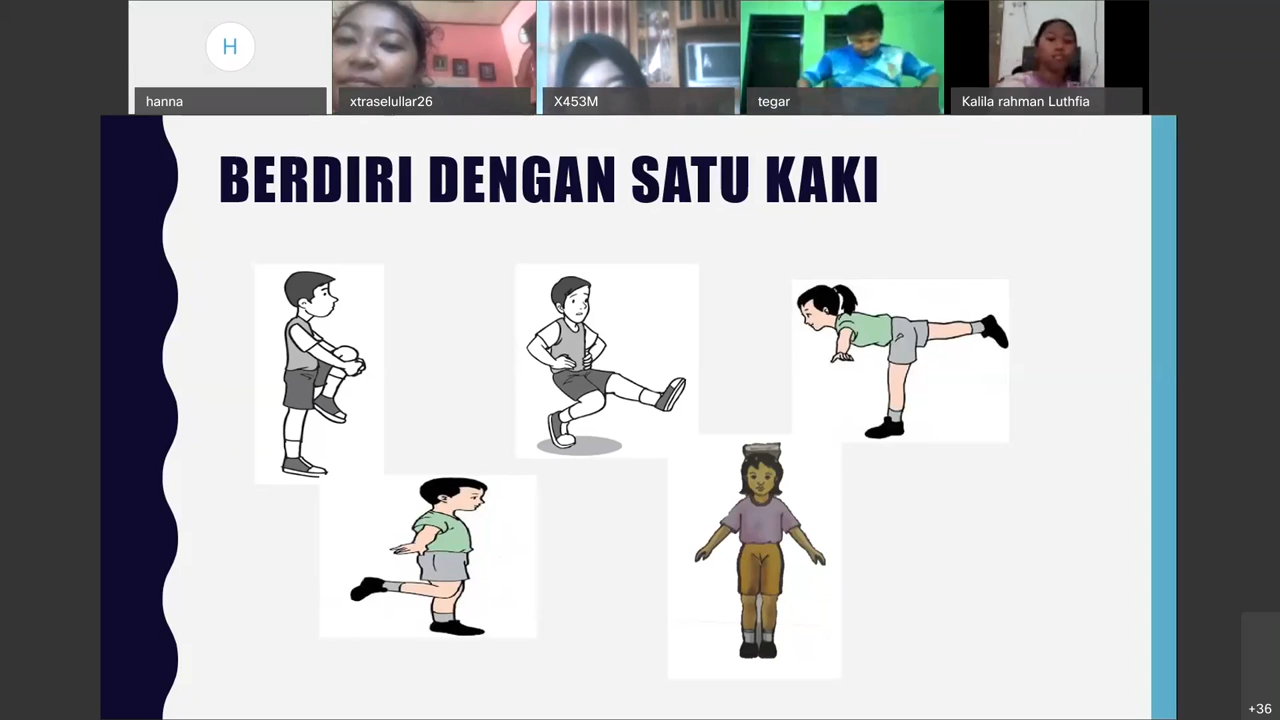 H
hanna
xtraselullar26
X453M
tegar
Kalila rahman Luthfia
BERDIRI DENGAN SATU KAKI
+36